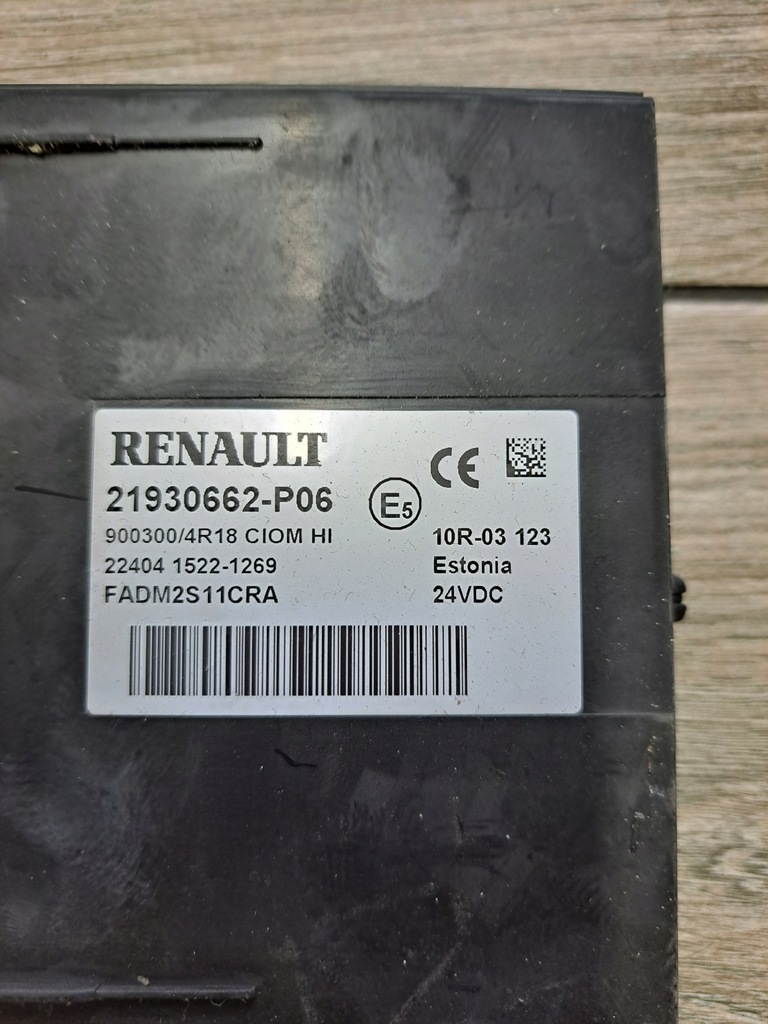 RENAULT
CE
21930662-P06
E5
900300/4R18 CIOM HI
10R-03 123
22404 1522-1269
Estonia
FADM2S11CRA
24VDC